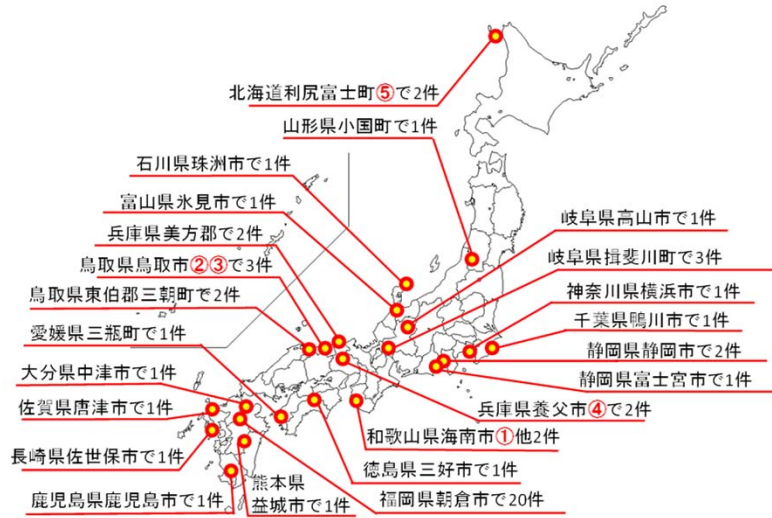 北海道利尻富士町⑤で2件
山形県小国町で1件
石川県珠洲市で1件
富山県氷見市で1件
兵庫県美方郡で2件
鳥取県鳥取市②③で3件
鳥取県東伯郡三朝町で2件
愛媛県三瓶町で1件
大分県中津市で1件
佐賀県唐津市で1件
長崎県佐世保市で1件
鹿児島県鹿児島市で1件
熊本県
益城市で1件
岐阜県高山市で1件
岐阜県揖斐川町で3件
神奈川県横浜市で1件
千葉県鴨川市で1件
静岡県静岡市で2件
静岡県富士宮市で1件
兵庫県養父市④で2件
和歌山県海南市①他2件
徳島県三好市で1件
福岡県朝倉市で20件